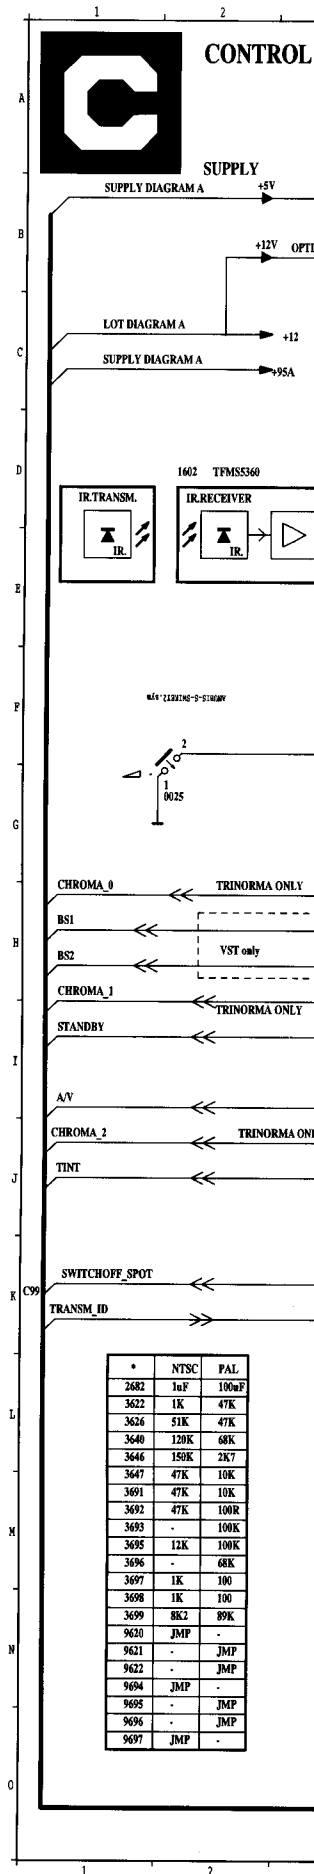 1 2
CONTROL
A
SUPPLY
SUPPLY DIAGRAM A +5V
B
+12V OPTI
LOT DIAGRAM A +12
C
SUPPLY DIAGRAM A +95A
D
1602 TFMS5360
IR.TRANSM. IR.RECEIVER
IR. IR.
E
F
2
1
0025
G
CHROMA_0 TRINORMA ONLY
BS1
H VST only
BS2
CHROMA_1 TRINORMA ONLY
STANDBY
I
A/V
CHROMA_2 TRINORMA ONL
J TINT
SWITCHOFF_SPOT
K C99
TRANSM_ID
* NTSC PAL
2682 1uF 100uF
L 3622 1K 47K
3626 51K 47K
3640 120K 68K
3646 150K 2K7
3647 47K 10K
3691 47K 10K
3692 47K 100R
M 3693 - 100K
3695 12K 100K
3696 - 68K
3697 1K 100
3698 1K 100
3699 8K2 89K
9620 JMP -
N 9621 - JMP
9622 - JMP
9694 JMP -
9695 - JMP
9696 - JMP
9697 JMP -
O
1 2